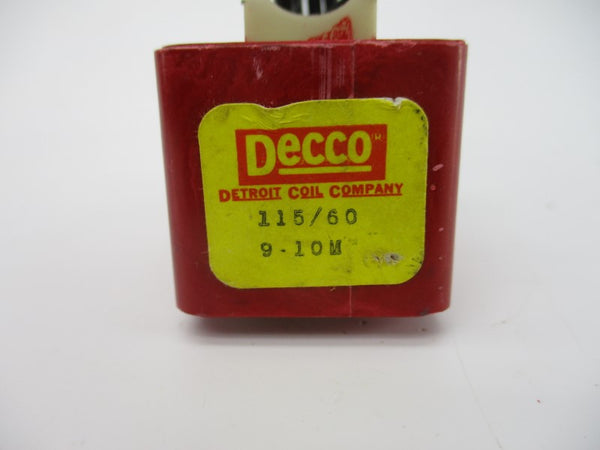 Decco®
DETROIT COIL COMPANY
115/60
9-10M